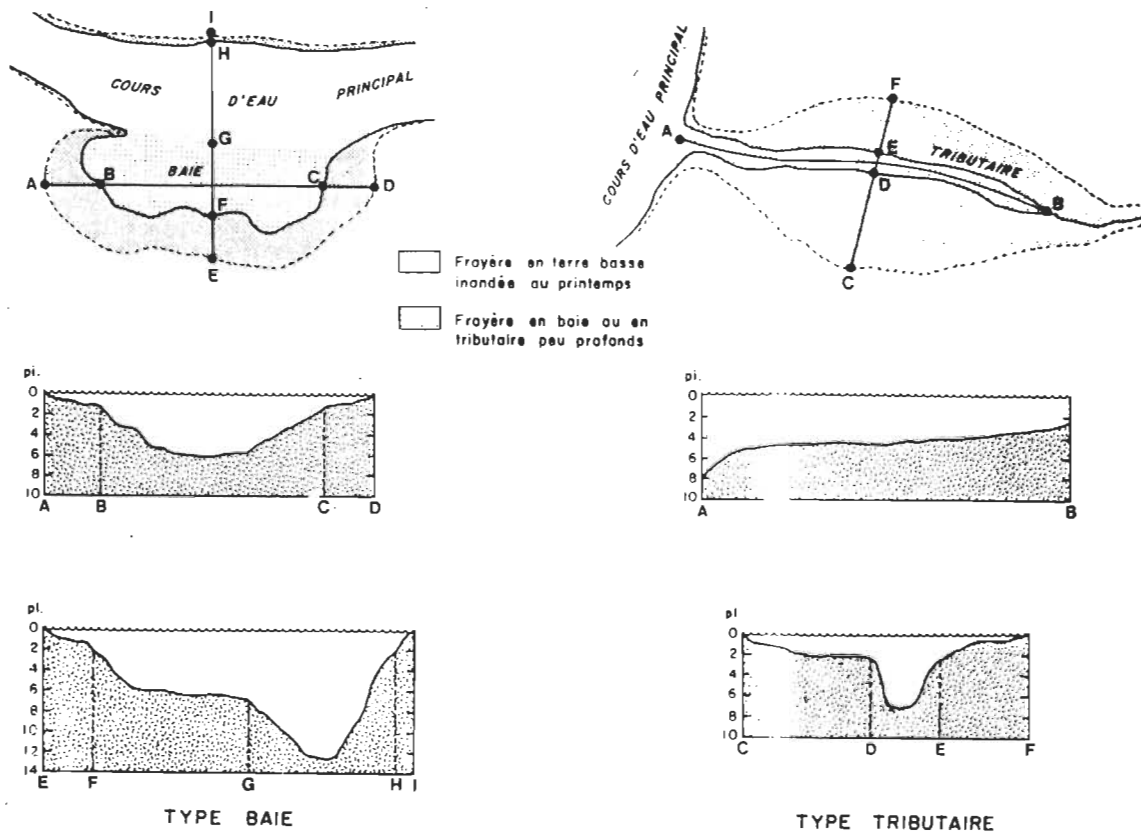 I
H
COURS D'EAU PRINCIPAL
G
BAIE
A B C D
F
E
COURS D'EAU PRINCIPAL
A
F
E
TRIBUTAIRE
D
B
C
Frayère en terre basse
inondée au printemps
Frayère en baie ou en
tributaire peu profonds
pi.
0
2
4
6
8
10
A B C D
pi.
0
2
4
6
8
10
A B
pi.
0
2
4
6
8
10
12
14
E F G H I
TYPE BAIE
pi
0
2
4
6
8
10
C D E F
TYPE TRIBUTAIRE